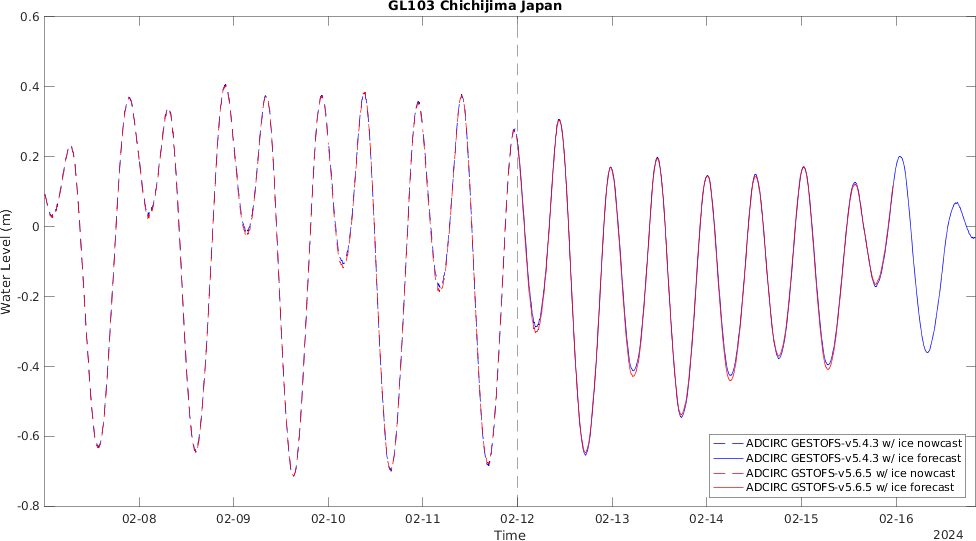 GL103 Chichijima Japan
0.6
0.4
0.2
0
-0.2
-0.4
-0.6
-0.8
Water Level (m)
ADCIRC GESTOFS-v5.4.3 w/ ice nowcast
ADCIRC GESTOFS-v5.4.3 w/ ice forecast
ADCIRC GSTOFS-v5.6.5 w/ ice nowcast
ADCIRC GSTOFS-v5.6.5 w/ ice forecast
02-08 02-09 02-10 02-11 02-12 02-13 02-14 02-15 02-16
Time
2024